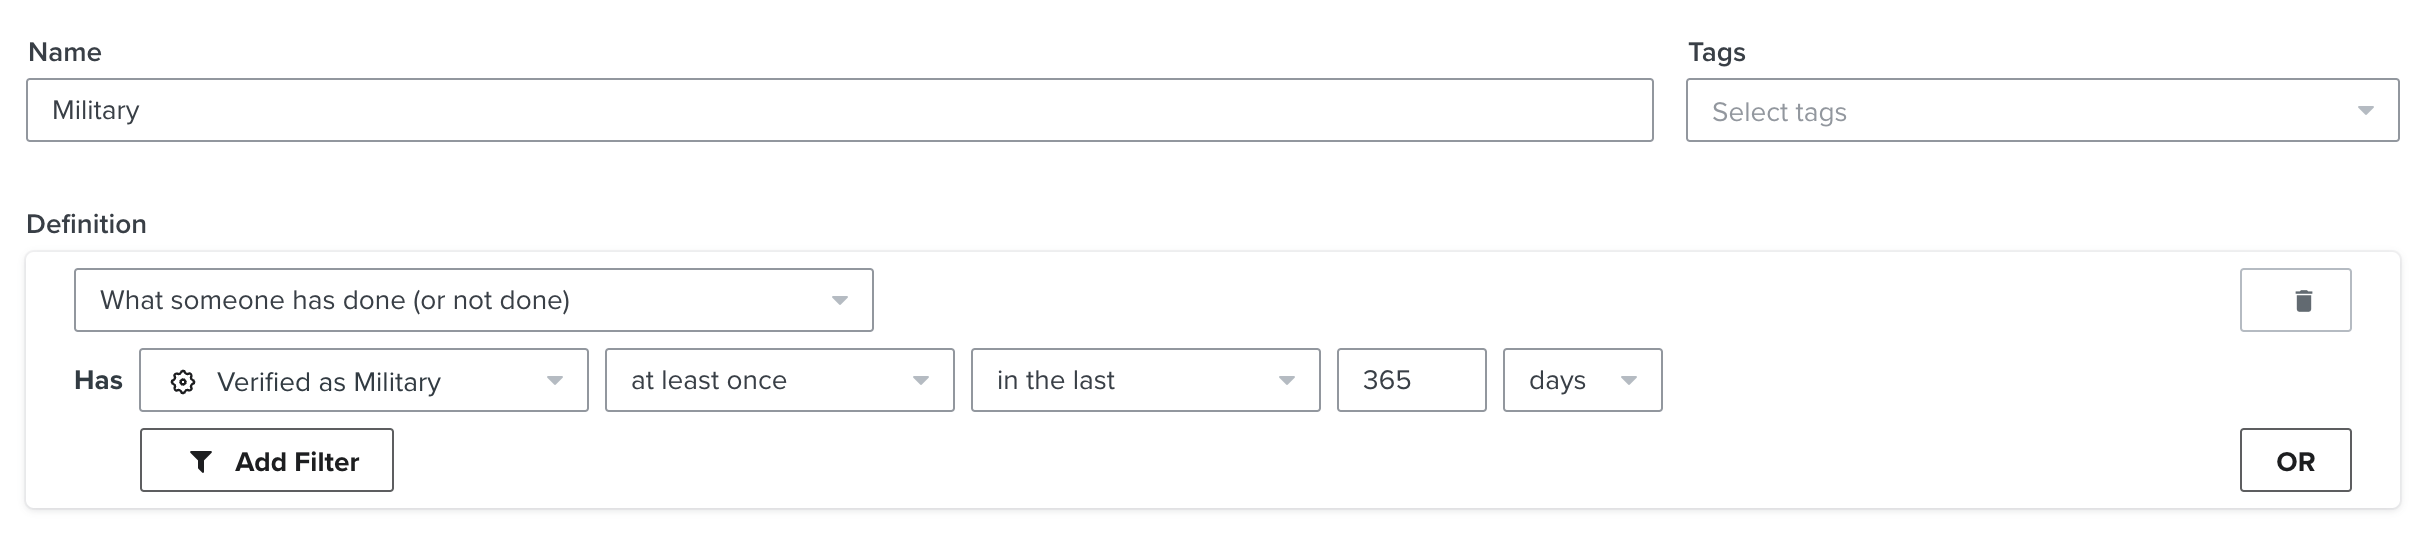 Name
Tags
Military
Select tags
Definition
What someone has done (or not done)
Has Verified as Military at least once in the last 365 days
Add Filter
OR